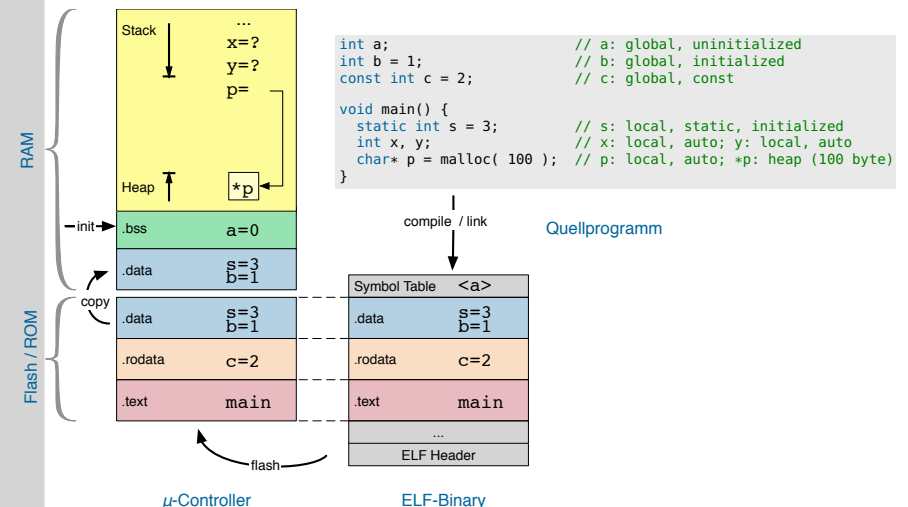 Stack
...
x=?
y=?
p=
Heap
*p
RAM
init
.bss a=0
.data s=3
b=1
copy
Flash / ROM
.data s=3
b=1
.rodata c=2
.text main
flash
µ-Controller
int a; // a: global, uninitialized
int b = 1; // b: global, initialized
const int c = 2; // c: global, const
void main() {
static int s = 3; // s: local, static, initialized
int x, y; // x: local, auto; y: local, auto
char* p = malloc( 100 ); // p: local, auto; *p: heap (100 byte)
}
compile / link
Quellprogramm
Symbol Table <a>
.data s=3
b=1
.rodata c=2
.text main
...
ELF Header
ELF-Binary